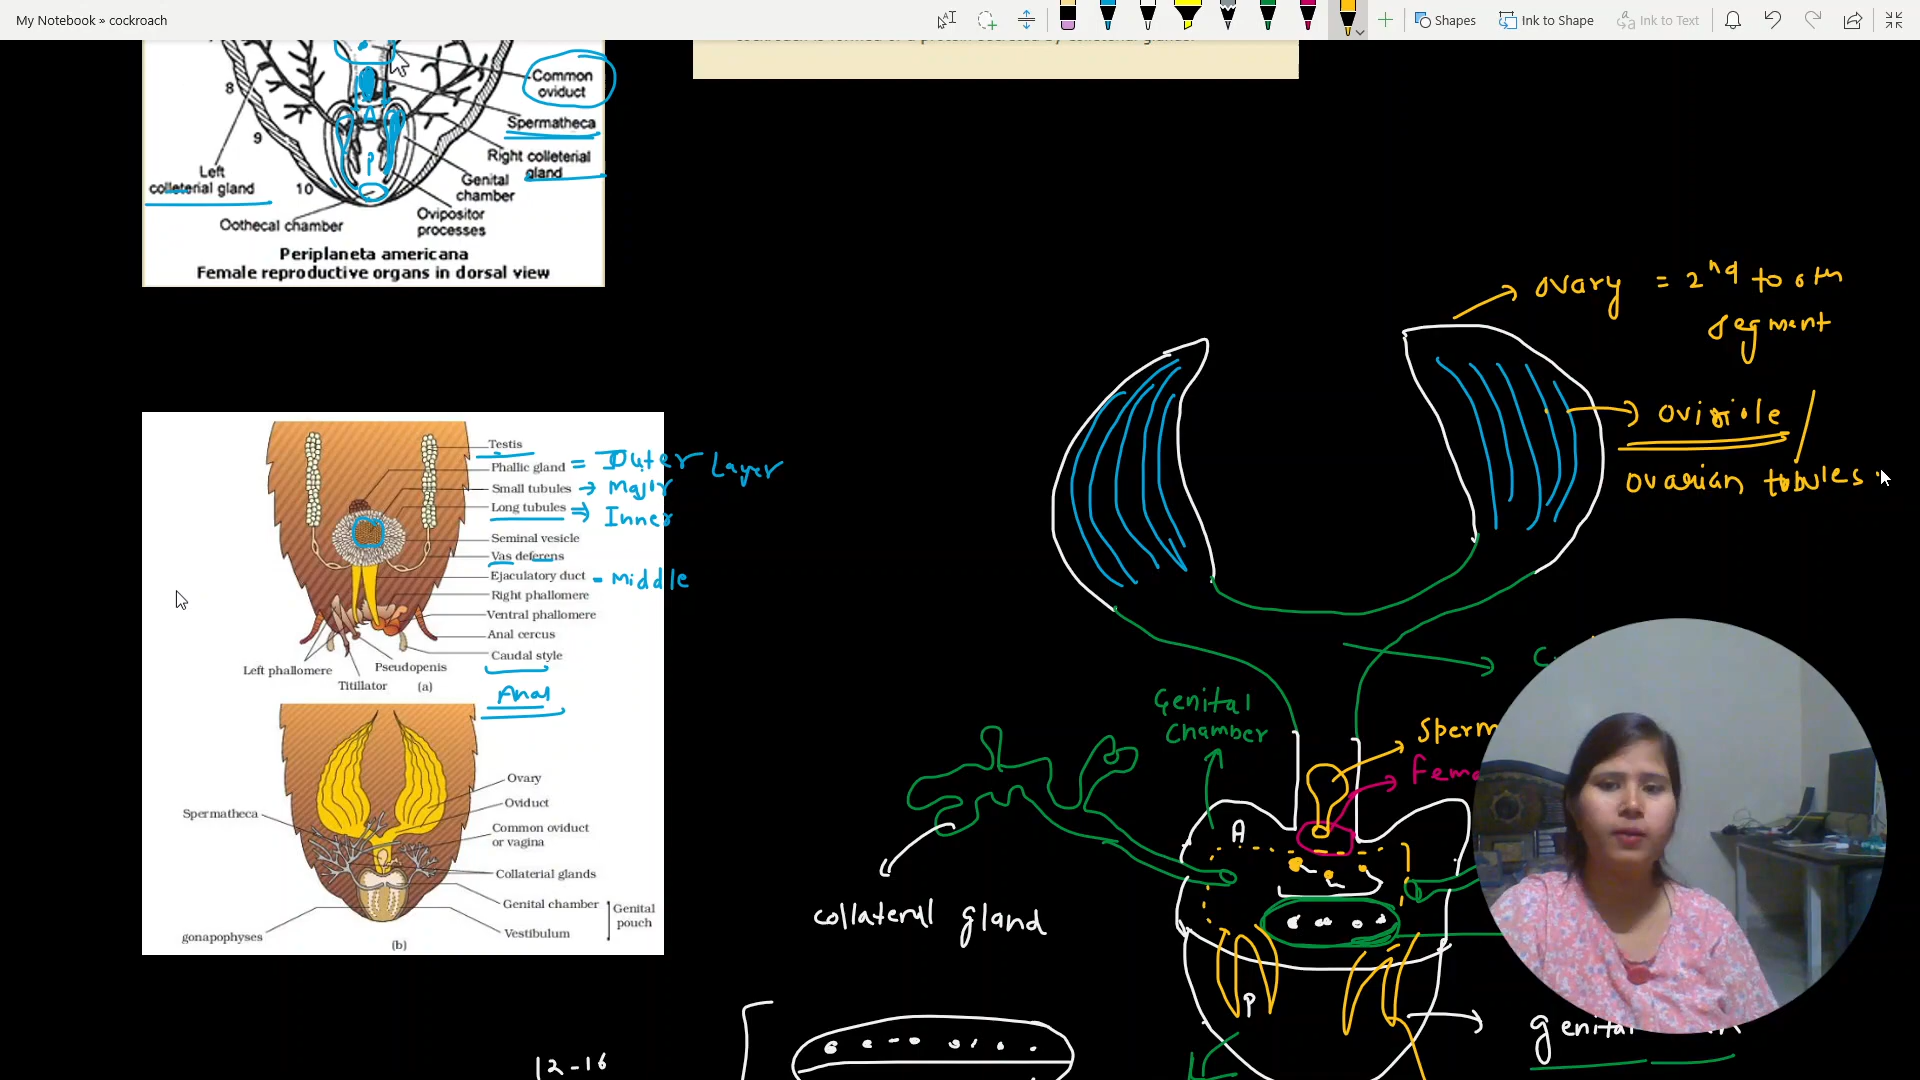 My Notebook » cockroach
Shapes
Ink to Shape
Ink to Text
Common
oviduct
Spermatheca
Right colleterial
gland
Genital
chamber
Ovipositor
processes
8
9
10
Left
colleterial gland
Oothecal chamber
Periplaneta americana
Female reproductive organs in dorsal view
A
P
Testis
Phallic gland = Outer Layer
Small tubules → Major
Long tubules ⇒ Inner
Seminal vesicle
Vas deferens
Ejaculatory duct - Middle
Right phallomere
Ventral phallomere
Anal cercus
Caudal style
Anal
Left phallomere
Pseudopenis
Titillator
(a)
Ovary
Oviduct
Spermatheca
Common oviduct
or vagina
Collaterial glands
Genital chamber
Genital
pouch
Vestibulum
gonapophyses
(b)
ovary = 2nd to 6th
segment
ovariole /
ovarian tubules
Genital
Chamber
Sperm
Fema
A
P
collateral gland
genital
12-16